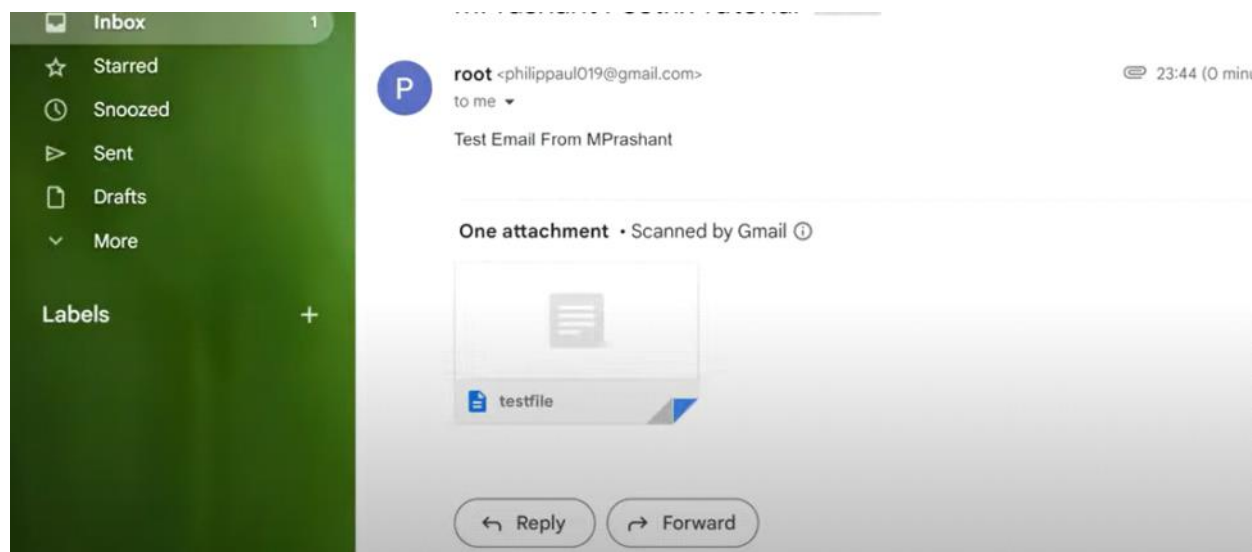 Inbox 1
Starred
Snoozed
Sent
Drafts
More
Labels +
root <philippaul019@gmail.com>
23:44 (0
to me
Test Email From MPrashant
One attachment • Scanned by Gmail
testfile
Reply
Forward
P